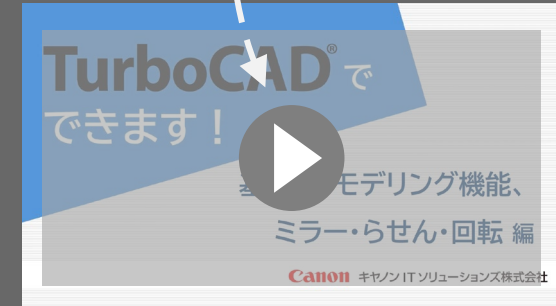 TurboCAD® で
できます！
モデリング機能、
ミラー・らせん・回転 編
Canon キヤノンITソリューションズ株式会社